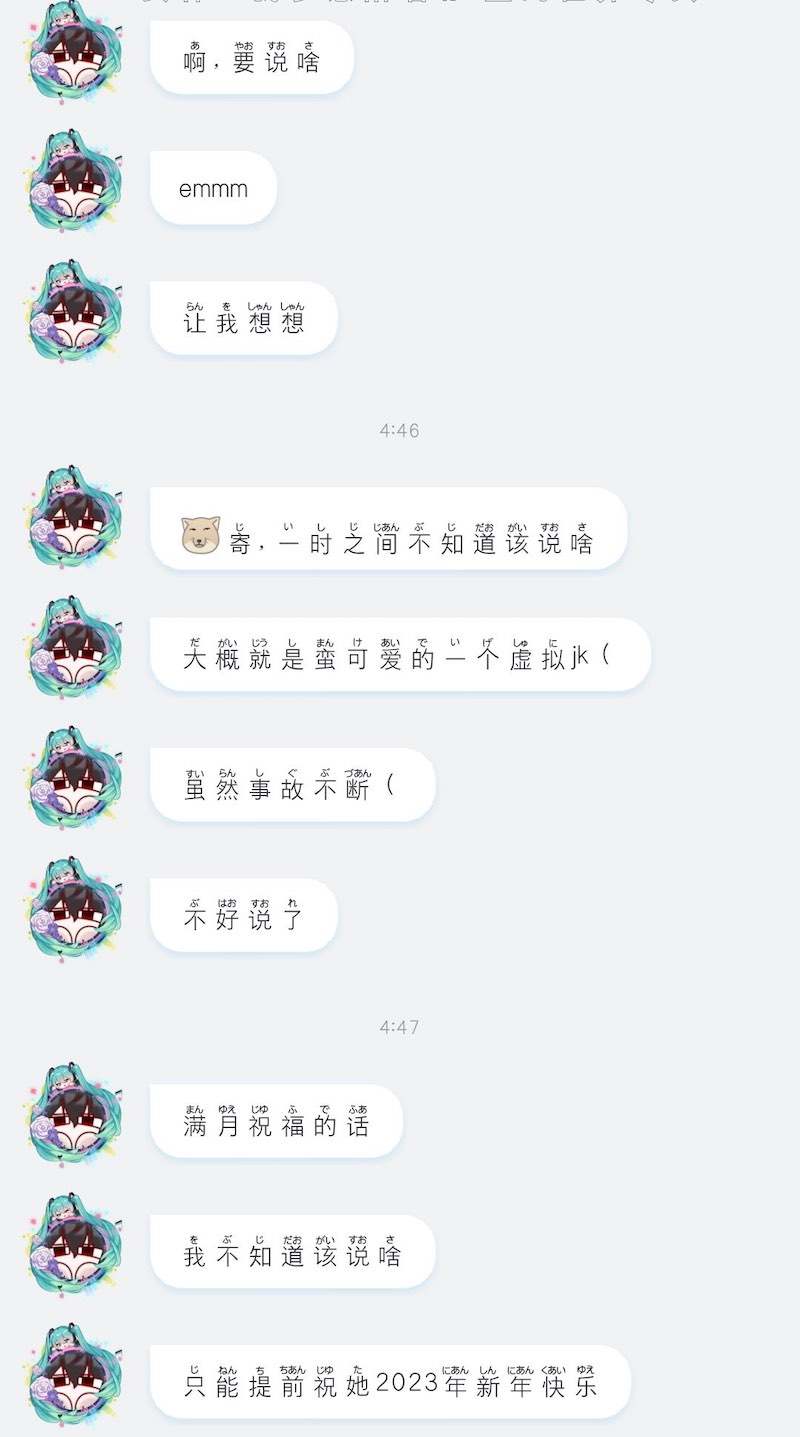 啊，要说啥
emmm
让我想想
4:46
寄，一时之间不知道该说啥
大概就是蛮可爱的一个虚拟jk（
虽然事故不断（
不好说了
4:47
满月祝福的话
我不知道该说啥
只能提前祝她2023年新年快乐